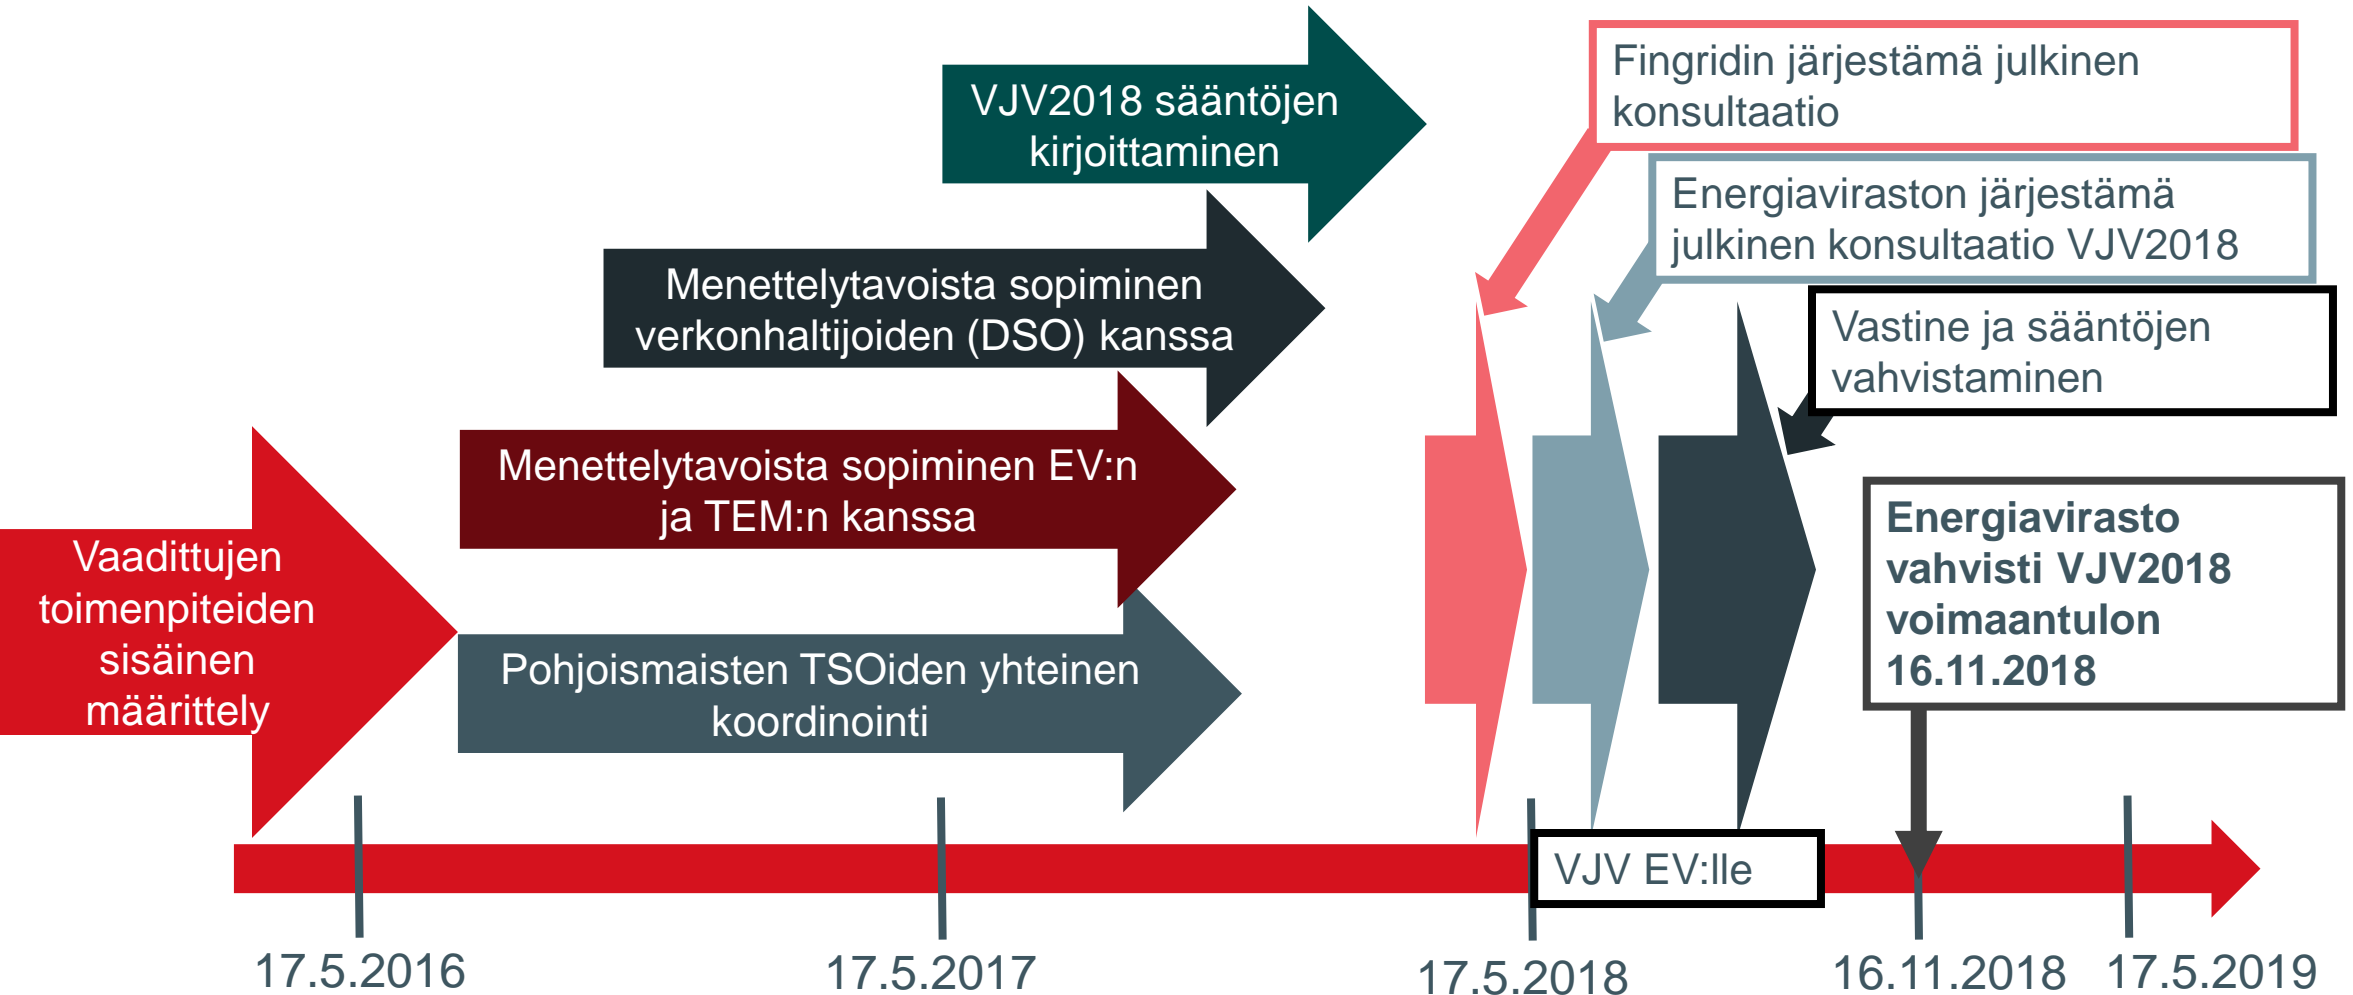 VJV2018 sääntöjen
kirjoittaminen
Fingridin järjestämä julkinen
konsultaatio
Energiaviraston järjestämä
julkinen konsultaatio VJV2018
Menettelytavoista sopiminen
verkonhaltijoiden (DSO) kanssa
Vastine ja sääntöjen
vahvistaminen
Menettelytavoista sopiminen EV:n
ja TEM:n kanssa
Energiavirasto
vahvisti VJV2018
voimaantulon
16.11.2018
Vaadittujen
toimenpiteiden
sisäinen
määrittely
Pohjoismaisten TSOiden yhteinen
koordinointi
VJV EV:lle
17.5.2016
17.5.2017
17.5.2018
16.11.2018
17.5.2019